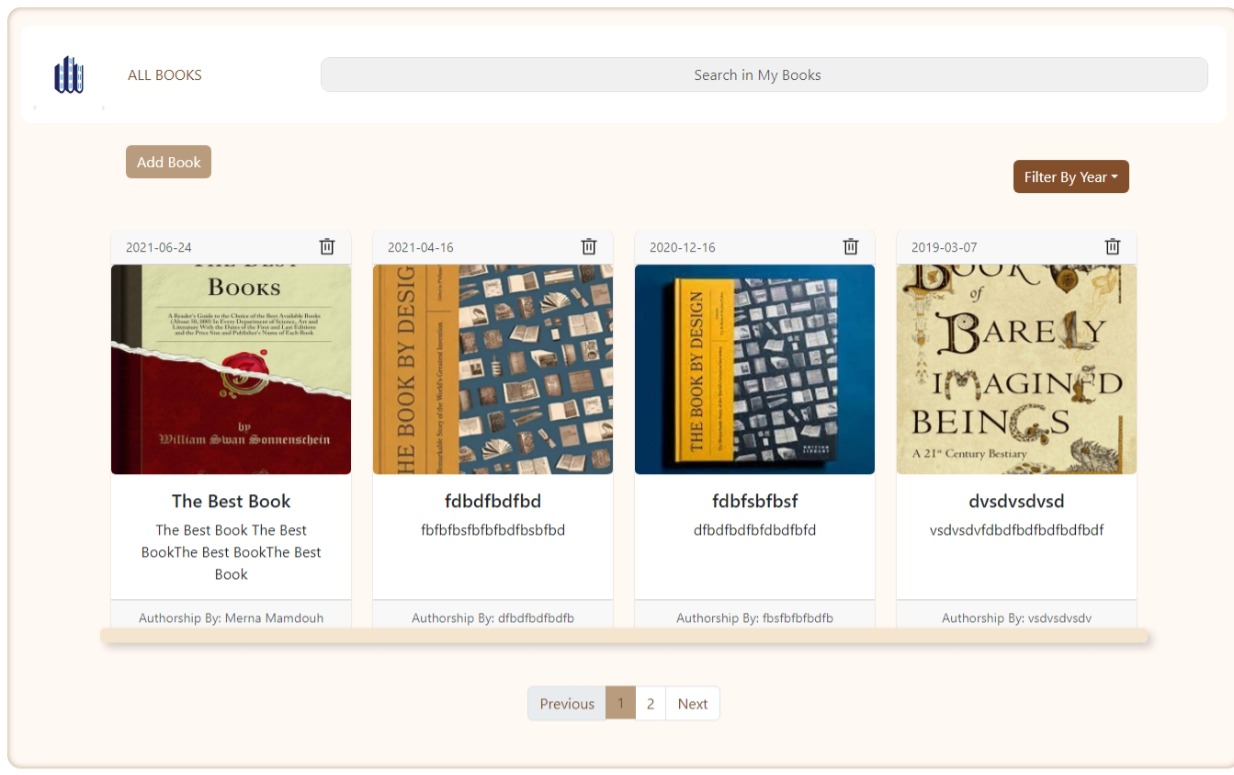 ALL BOOKS
Search in My Books
Add Book
Filter By Year
2021-06-24
BOOKS
A Reader's Guide to the Choice of the Best Available Books
(About 50,000) In Every Department of Science, Art and
Literature With the Dates of the First and Last Editions
and the Price Size and Publisher's Name of Each Book
by
William Swan Sonnenschein
The Best Book
The Best Book The Best
BookThe Best BookThe Best
Book
Authorship By: Merna Mamdouh
2021-04-16
HE BOOK BY DESIG
Remarkable Story of the World's Greatest Invention
fdbdfbdfbd
fbfbfbsfbfbfbdfbsbfbd
Authorship By: dfbdfbdfbdfb
2020-12-16
THE BOOK BY DESIGN
BRITISH
LIBRARY
fdbfsbfbsf
dfbdfbdfbfdbdfbfd
Authorship By: fbsfbfbfbdfb
2019-03-07
BOOK
of
BARELY
IMAGINED
BEINGS
A 21st Century Bestiary
dvsdvsdvsd
vsdvsdvfdbdfbdfbdfbdfbdf
Authorship By: vsdvsdvsdv
Previous
1
2
Next